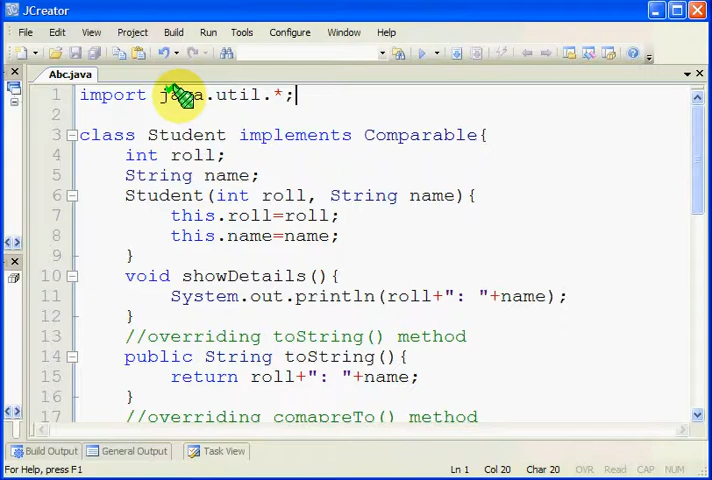 JCreator
File Edit View Project Build Run Tools Configure Window Help
Abc.java
1 import java.util.*;
2
3 class Student implements Comparable{
4 int roll;
5 String name;
6 Student(int roll, String name){
7 this.roll=roll;
8 this.name=name;
9 }
10 void showDetails(){
11 System.out.println(roll+": "+name);
12 }
13 //overriding toString() method
14 public String toString(){
15 return roll+": "+name;
16 }
17 //overriding comapreTo() method
Build Output General Output Task View
For Help, press F1 Ln 1 Col 20 Char 20 OVR Read CAP NUM